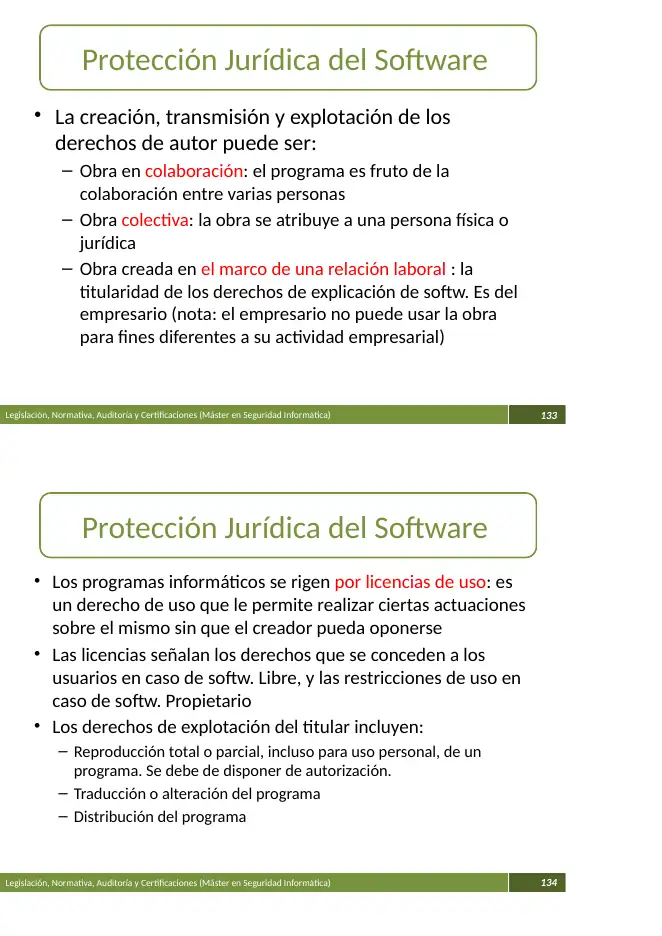 Protección Jurídica del Software
• La creación, transmisión y explotación de los
derechos de autor puede ser:
– Obra en colaboración: el programa es fruto de la
colaboración entre varias personas
– Obra colectiva: la obra se atribuye a una persona física o
jurídica
– Obra creada en el marco de una relación laboral : la
titularidad de los derechos de explicación de softw. Es del
empresario (nota: el empresario no puede usar la obra
para fines diferentes a su actividad empresarial)
Legislación, Normativa, Auditoría y Certificaciones (Máster en Seguridad Informática) 133
Protección Jurídica del Software
• Los programas informáticos se rigen por licencias de uso: es
un derecho de uso que le permite realizar ciertas actuaciones
sobre el mismo sin que el creador pueda oponerse
• Las licencias señalan los derechos que se conceden a los
usuarios en caso de softw. Libre, y las restricciones de uso en
caso de softw. Propietario
• Los derechos de explotación del titular incluyen:
– Reproducción total o parcial, incluso para uso personal, de un
programa. Se debe de disponer de autorización.
– Traducción o alteración del programa
– Distribución del programa
Legislación, Normativa, Auditoría y Certificaciones (Máster en Seguridad Informática) 134